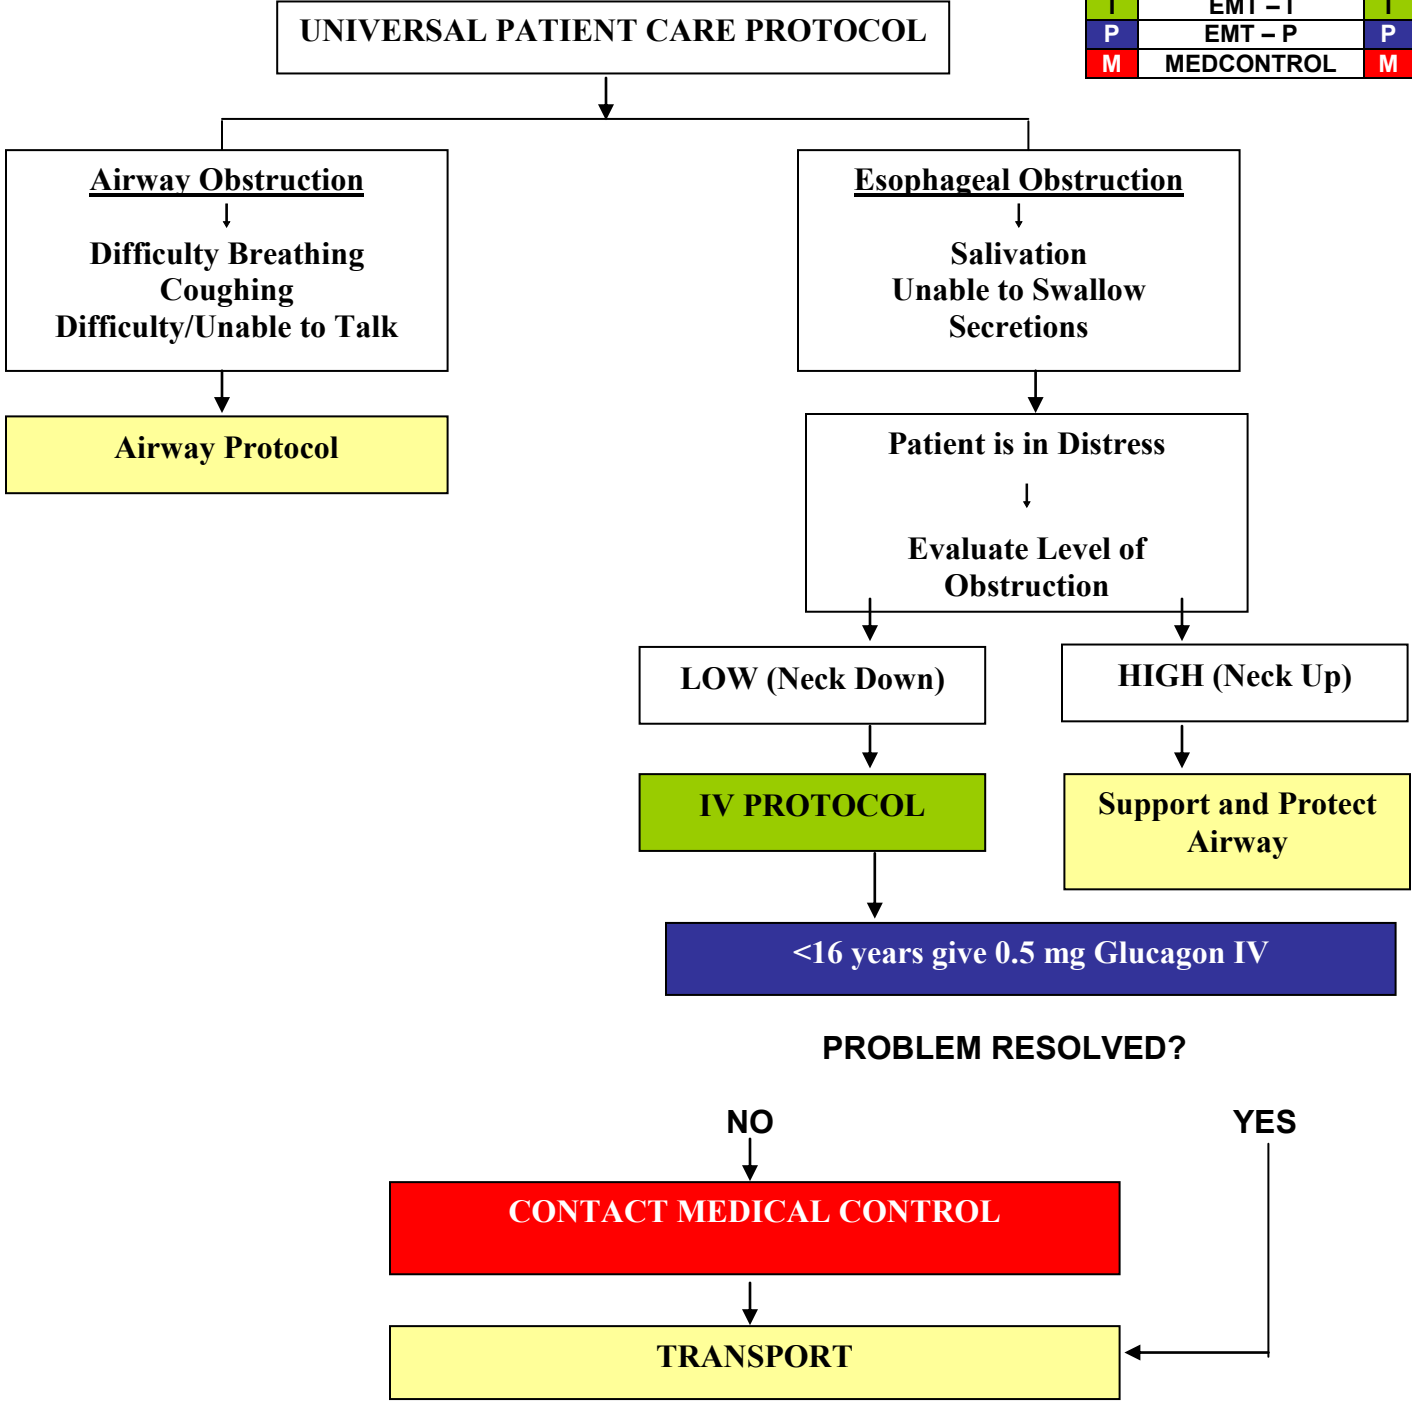 UNIVERSAL PATIENT CARE PROTOCOL
I EMT – I I
P EMT – P P
M MEDCONTROL M
Airway Obstruction
Difficulty Breathing
Coughing
Difficulty/Unable to Talk
Airway Protocol
Esophageal Obstruction
Salivation
Unable to Swallow
Secretions
Patient is in Distress
Evaluate Level of
Obstruction
LOW (Neck Down)
HIGH (Neck Up)
IV PROTOCOL
Support and Protect
Airway
<16 years give 0.5 mg Glucagon IV
PROBLEM RESOLVED?
NO
YES
CONTACT MEDICAL CONTROL
TRANSPORT